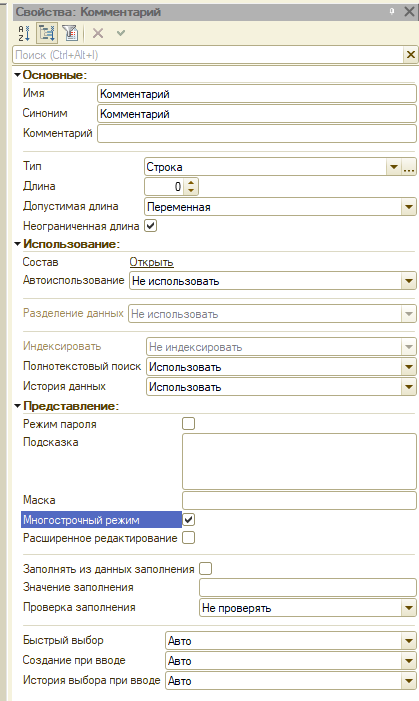 Свойства: Комментарий
Поиск (Ctrl+Alt+I)
Основные:
Имя Комментарий
Синоним Комментарий
Комментарий
Тип Строка
Длина 0
Допустимая длина Переменная
Неограниченная длина
Использование:
Состав Открыть
Автоиспользование Не использовать
Разделение данных Не использовать
Индексировать Не индексировать
Полнотекстовый поиск Использовать
История данных Использовать
Представление:
Режим пароля
Подсказка
Маска
Многострочный режим
Расширенное редактирование
Заполнять из данных заполнения
Значение заполнения
Проверка заполнения Не проверять
Быстрый выбор Авто
Создание при вводе Авто
История выбора при вводе Авто